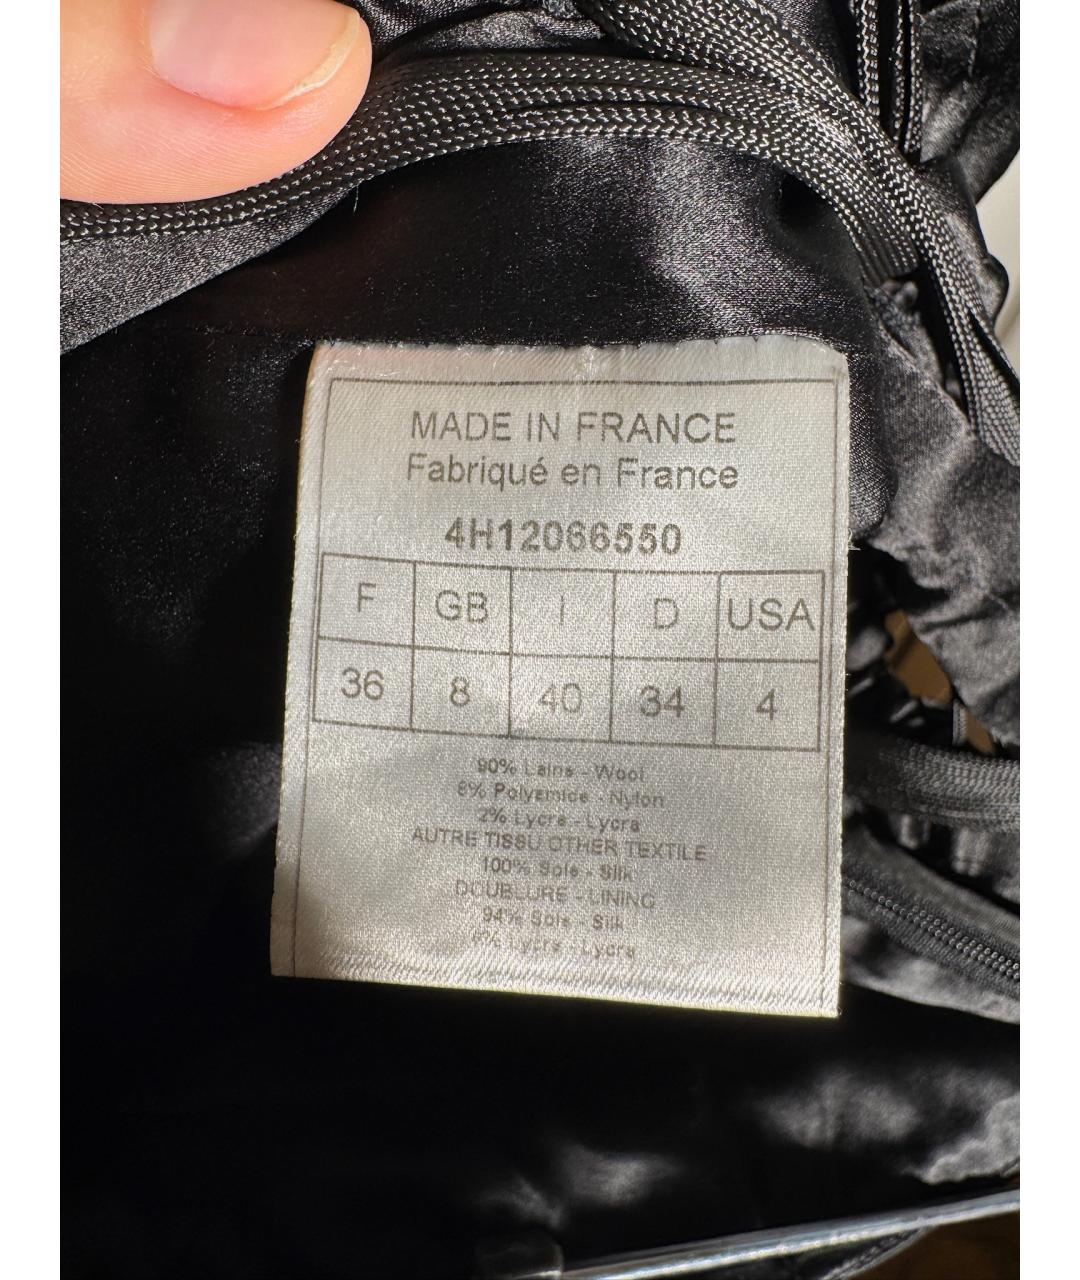 MADE IN FRANCE
Fabriqué en France
4H12066550
F GB I D USA
36 8 40 34 4
90% Laine - Wool
8% Polyamide - Nylon
2% Lycra - Lycra
AUTRE TISSU OTHER TEXTILE
100% Soie - Silk
DOUBLURE - LINING
94% Soie - Silk
6% Lycra - Lycra